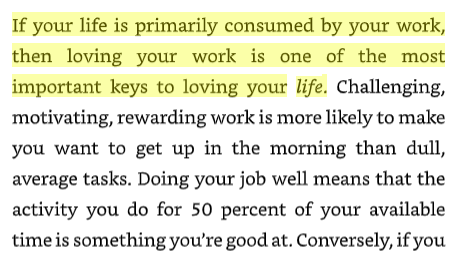 If your life is primarily consumed by your work,
then loving your work is one of the most
important keys to loving your life. Challenging,
motivating, rewarding work is more likely to make
you want to get up in the morning than dull,
average tasks. Doing your job well means that the
activity you do for 50 percent of your available
time is something you’re good at. Conversely, if you